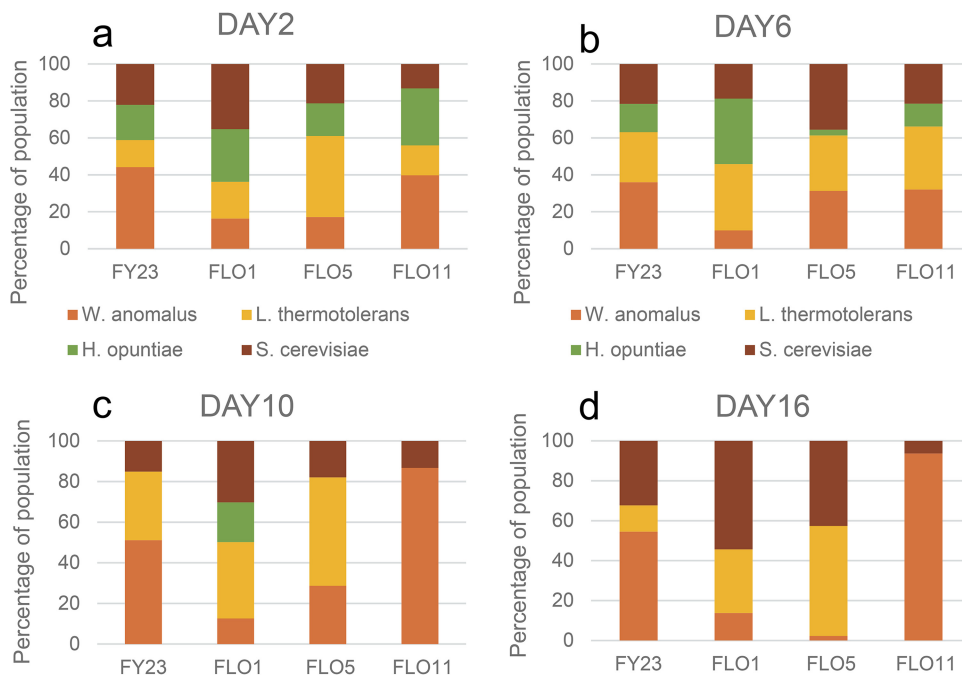 a DAY2
Percentage of population
100
80
60
40
20
0
FY23 FLO1 FLO5 FLO11
W. anomalus L. thermotolerans
H. opuntiae S. cerevisiae
b DAY6
Percentage of population
100
80
60
40
20
0
FY23 FLO1 FLO5 FLO11
W. anomalus L. thermotolerans
H. opuntiae S. cerevisiae
c DAY10
Percentage of population
100
80
60
40
20
0
FY23 FLO1 FLO5 FLO11
d DAY16
Percentage of population
100
80
60
40
20
0
FY23 FLO1 FLO5 FLO11